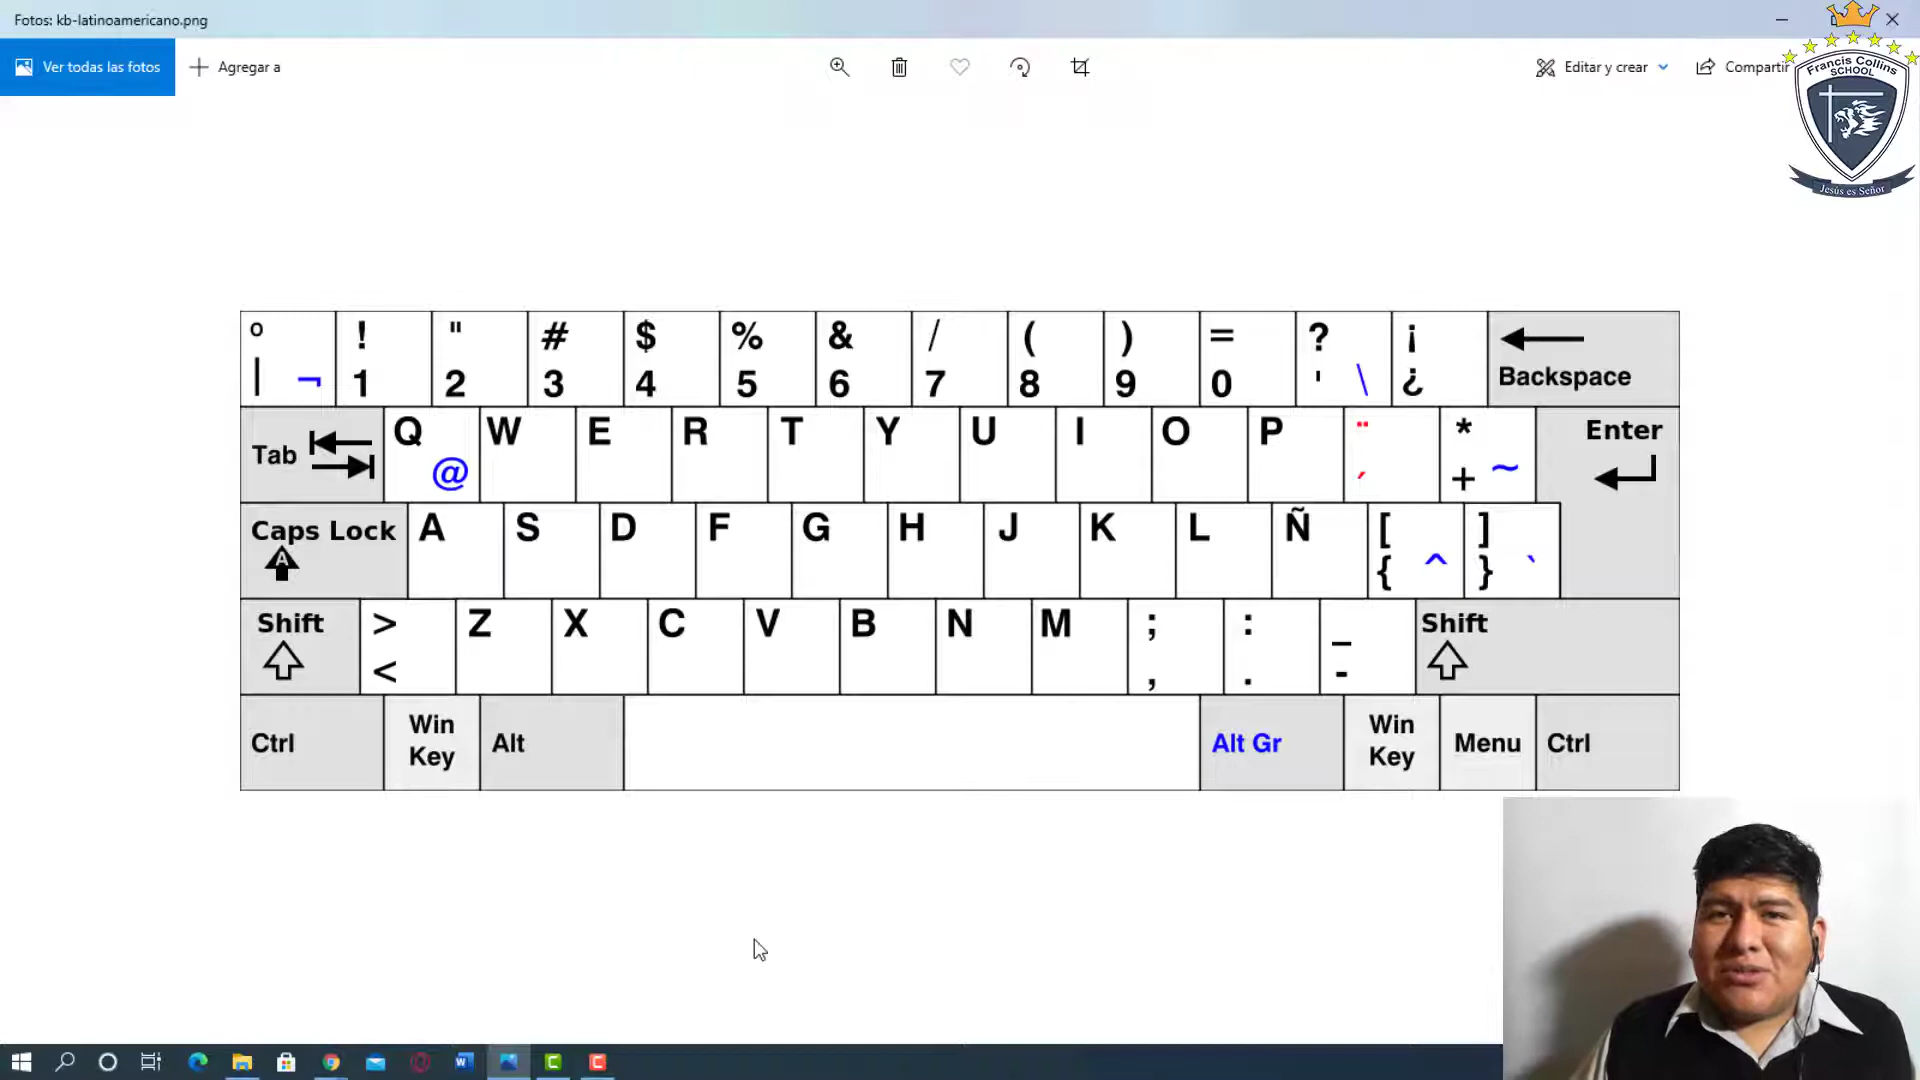 Fotos: kb-latinoamericano.png
Ver todas las fotos
Agregar a
Editar y crear
Compartir
Francis Collins
SCHOOL
Jesús es Señor
° ! " # $ % & / ( ) = ? ¡
| ¬ 1 2 3 4 5 6 7 8 9 0 ' \ ¿
Backspace
Tab Q W E R T Y U I O P ¨ * Enter
@ ´ + ~
Caps Lock A S D F G H J K L Ñ [ ]
A { ^ } `
Shift > Z X C V B N M ; : _ Shift
< , . -
Ctrl Win Key Alt Alt Gr Win Key Menu Ctrl